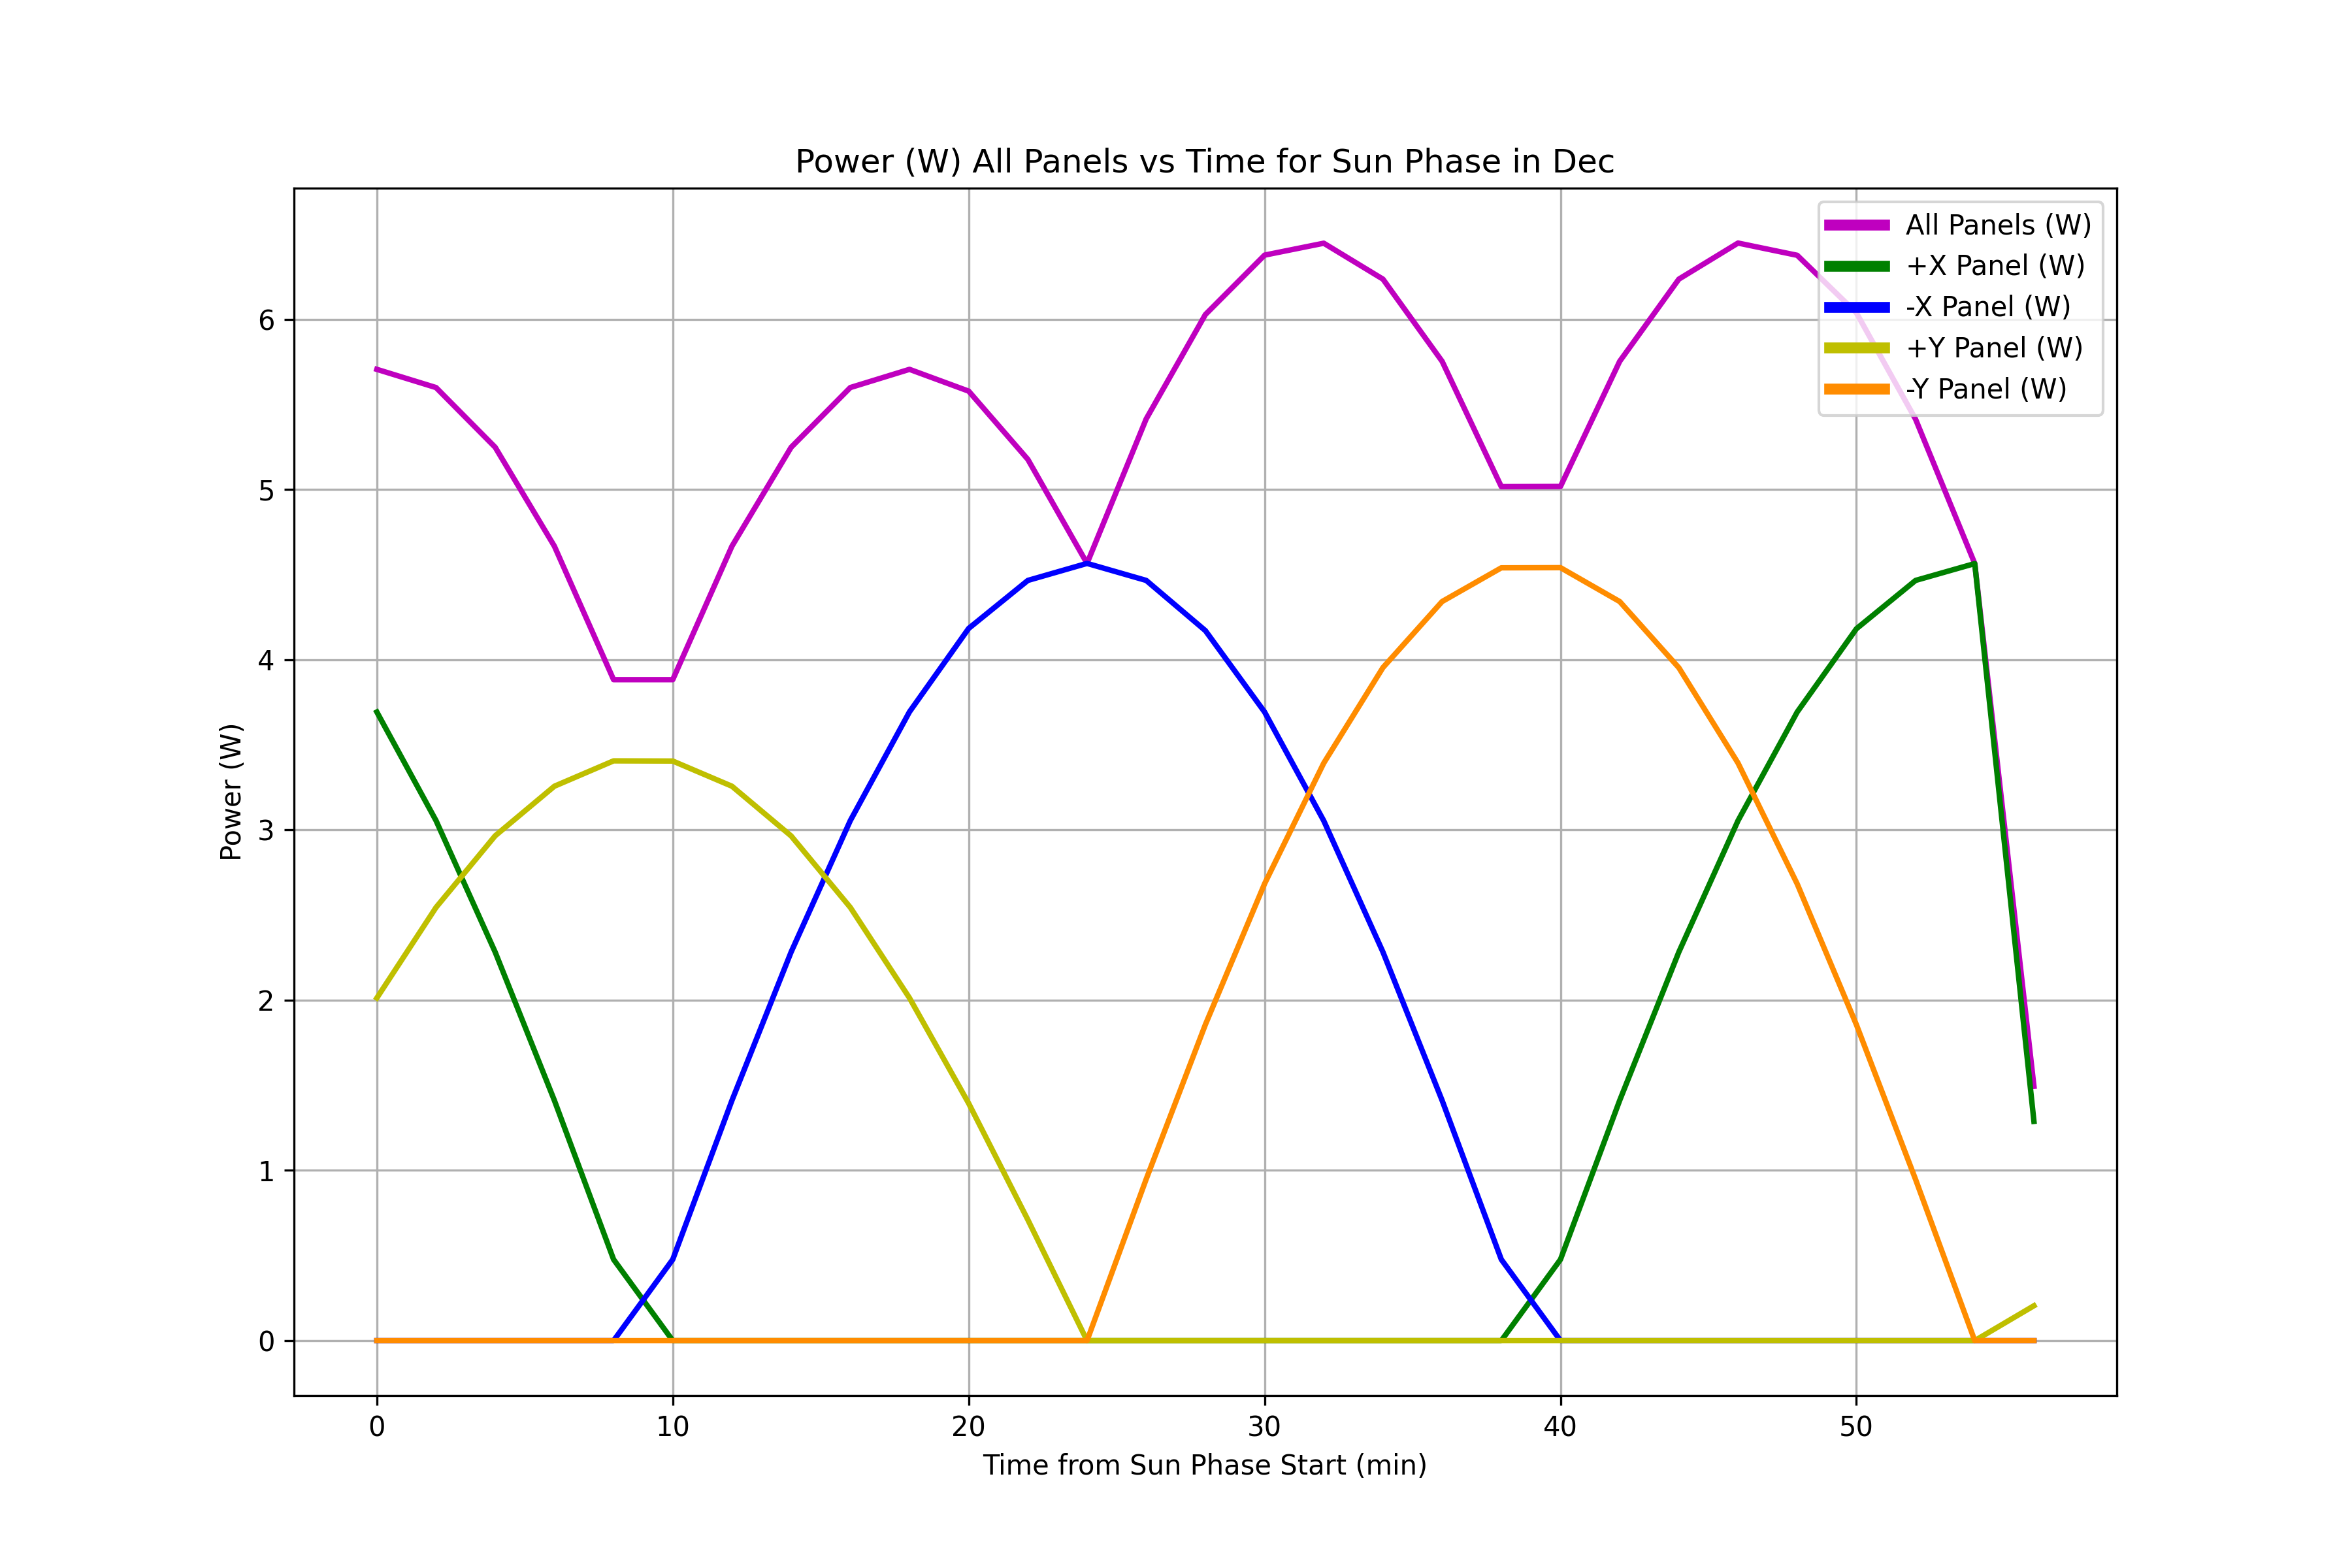 Power (W) All Panels vs Time for Sun Phase in Dec
All Panels (W)
+X Panel (W)
-X Panel (W)
+Y Panel (W)
-Y Panel (W)
Power (W)
6
5
4
3
2
1
0
0 10 20 30 40 50
Time from Sun Phase Start (min)